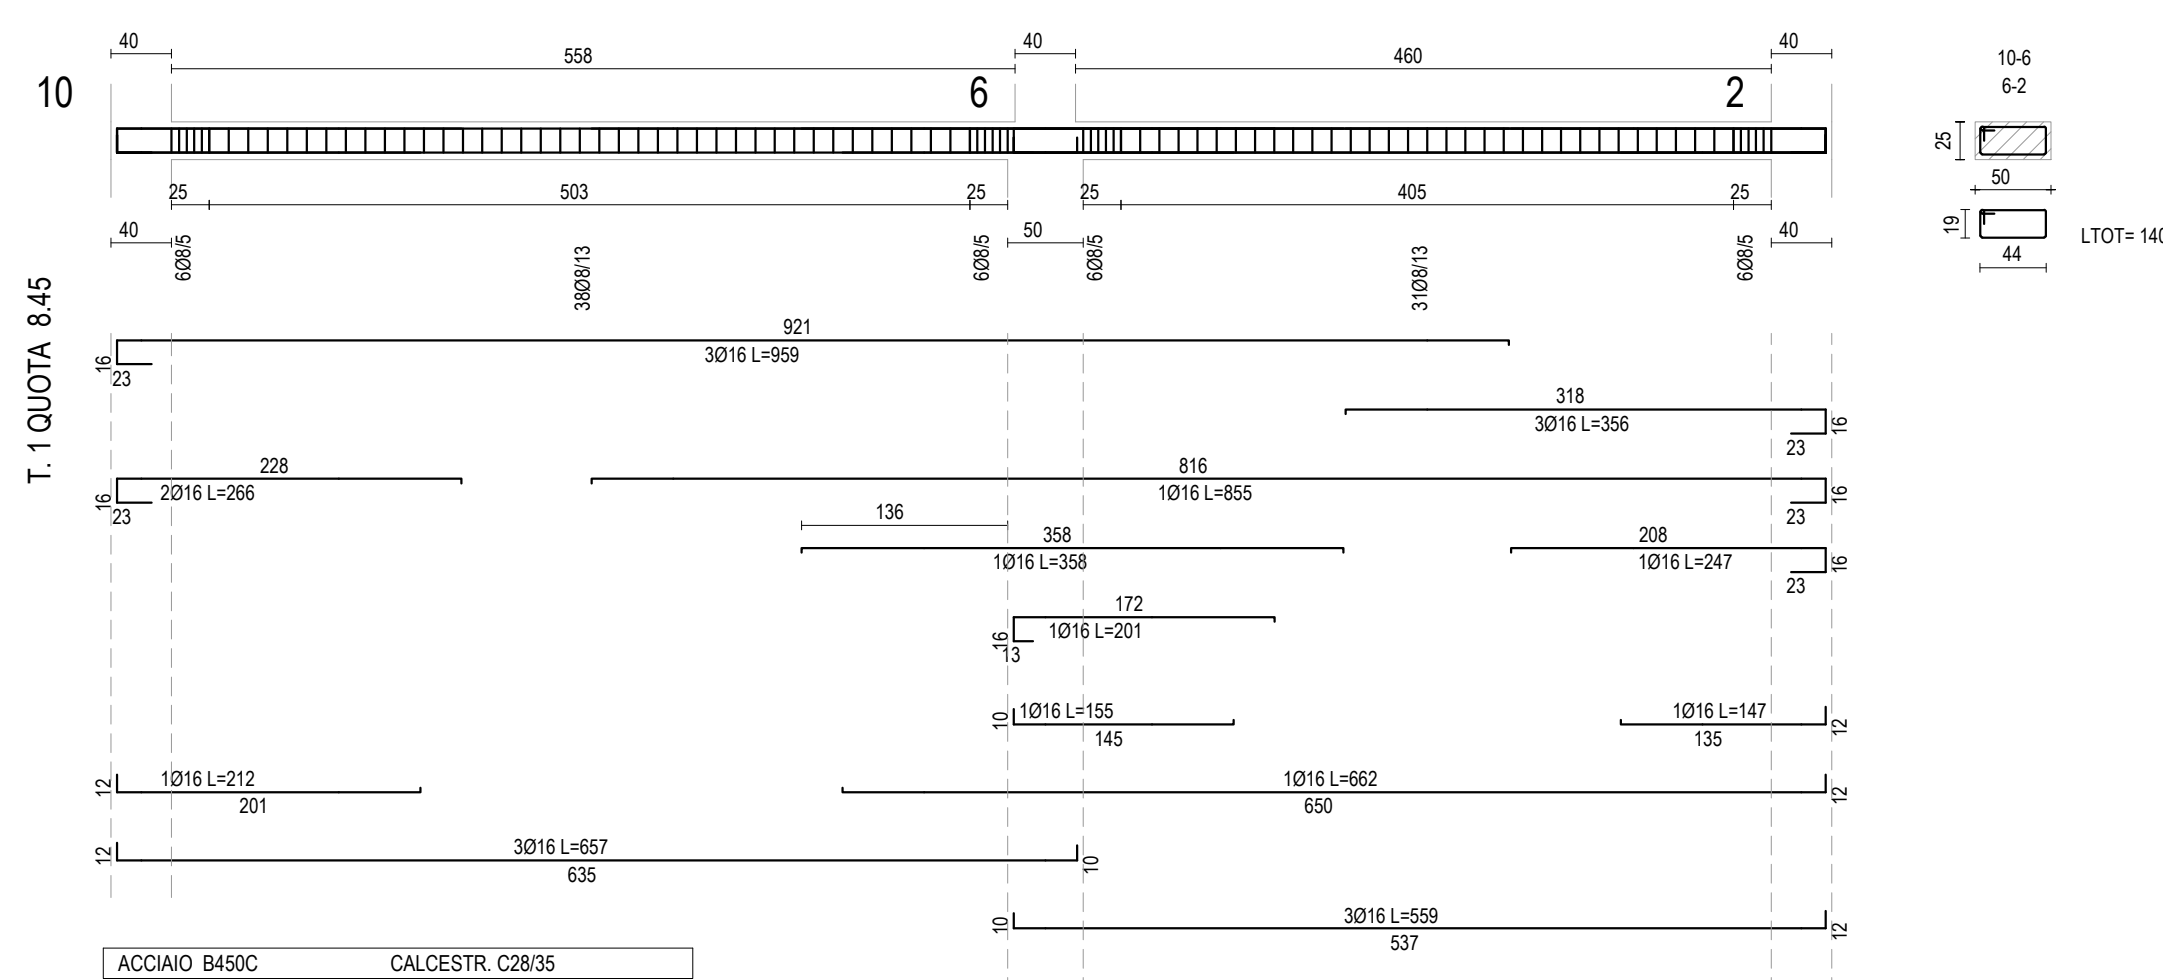 40
558
40
460
40
10
6
2
10-6
6-2
25
50
19
44
LTOT= 140
25
503
25
25
405
25
40
50
40
6Ø8/5
38Ø8/13
6Ø8/5
6Ø8/5
31Ø8/13
6Ø8/5
T. 1 QUOTA 8.45
921
3Ø16 L=959
16
23
318
3Ø16 L=356
16
23
228
2Ø16 L=266
16
23
816
1Ø16 L=855
16
23
136
358
1Ø16 L=358
208
1Ø16 L=247
16
23
172
1Ø16 L=201
16
13
1Ø16 L=155
10
145
1Ø16 L=147
135
12
1Ø16 L=212
12
201
1Ø16 L=662
650
12
3Ø16 L=657
12
635
10
3Ø16 L=559
10
537
12
ACCIAIO B450C CALCESTR. C28/35